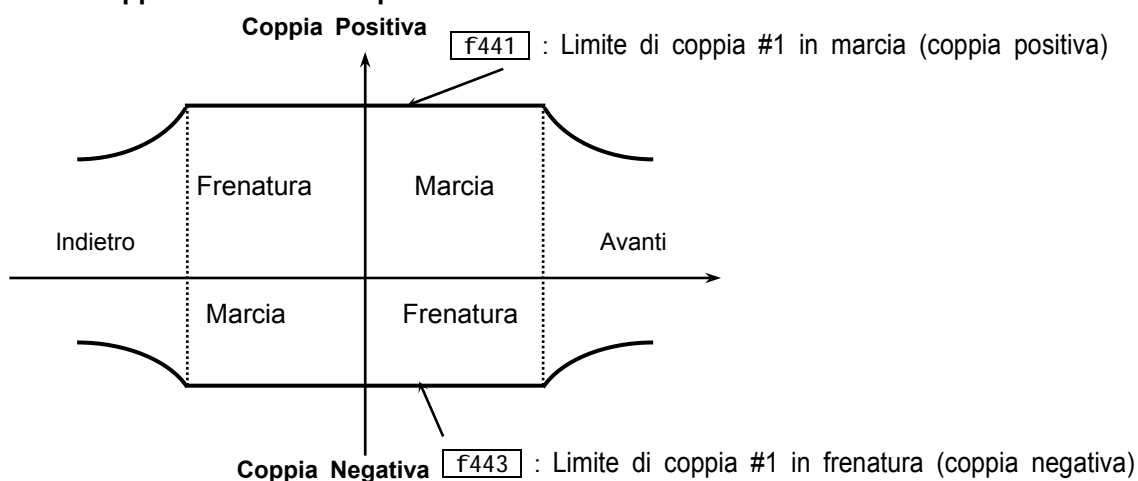 Coppia Positiva
f441 : Limite di coppia #1 in marcia (coppia positiva)
Frenatura Marcia
Indietro Avanti
Marcia Frenatura
Coppia Negativa f443 : Limite di coppia #1 in frenatura (coppia negativa)